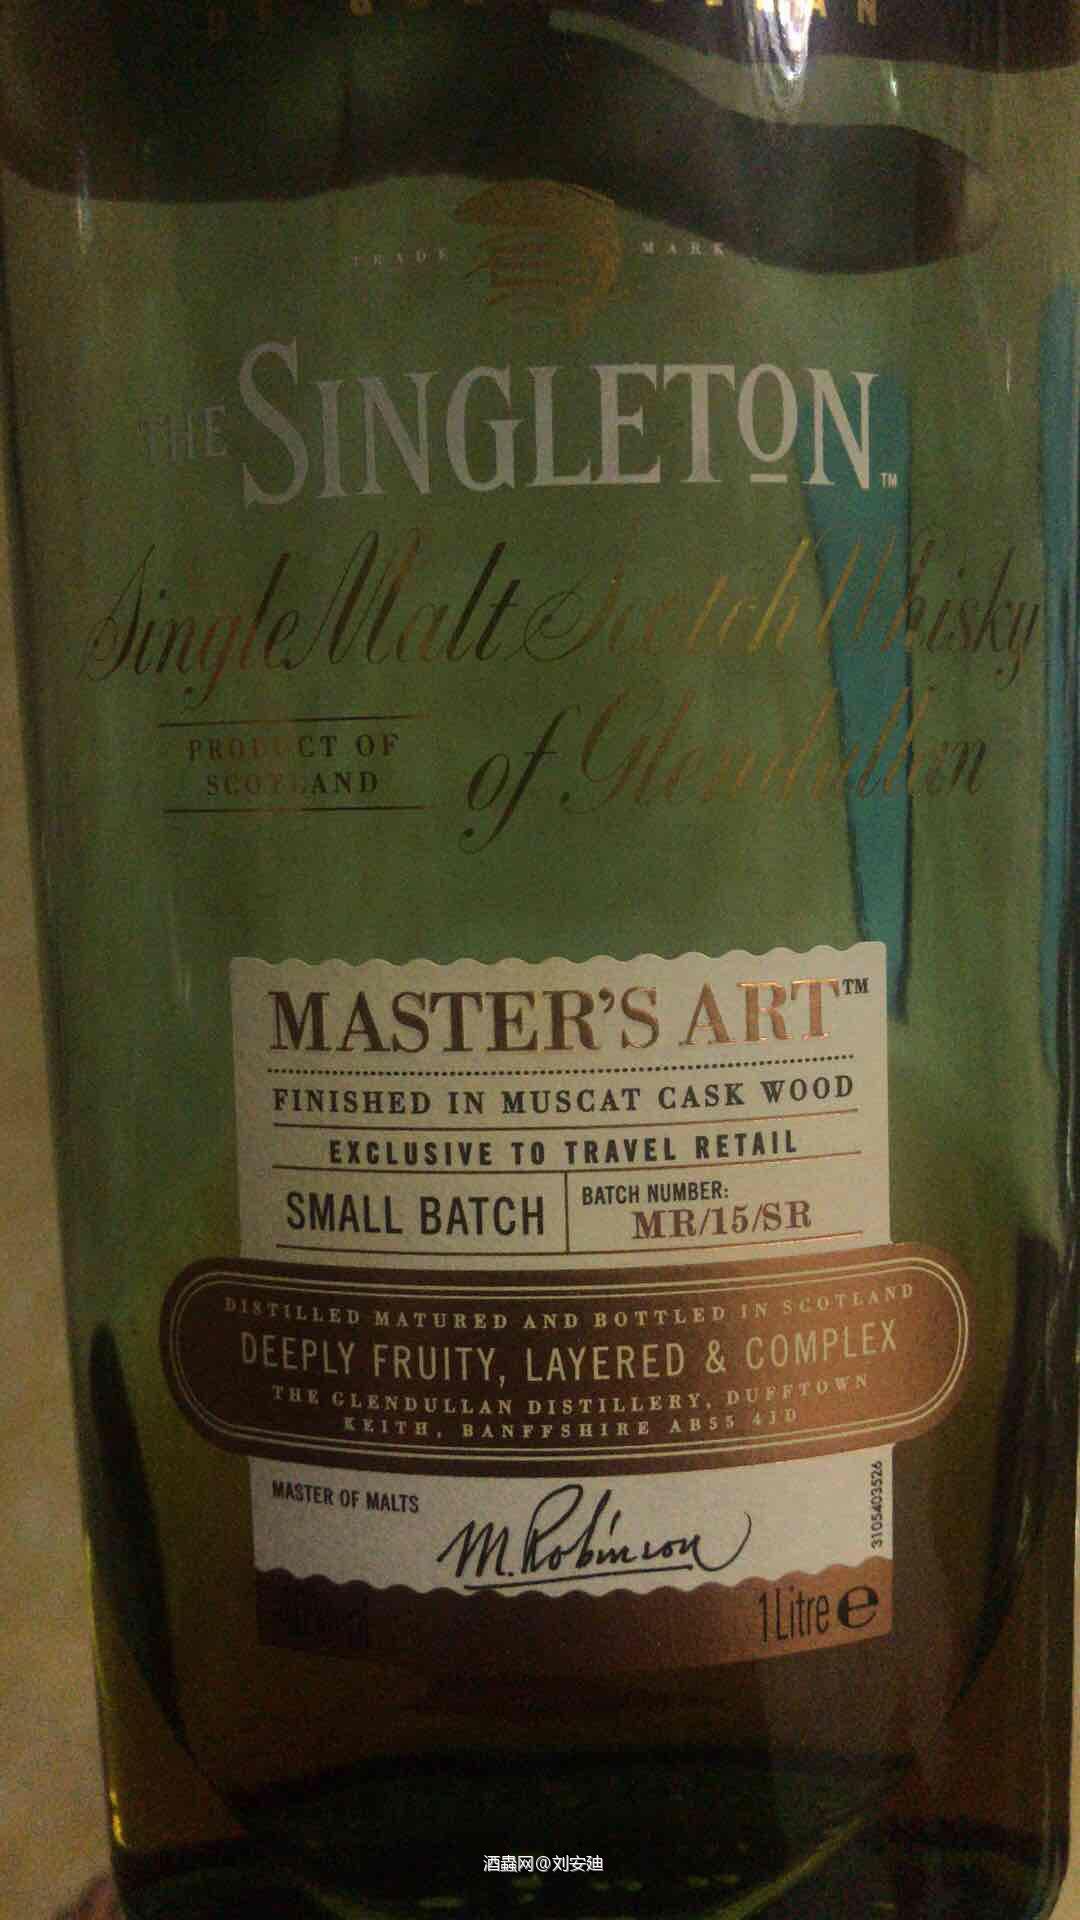 TRADE MARK
THE SINGLETON™
Single Malt Scotch Whisky
PRODUCT OF
SCOTLAND
of Glendullan
MASTER'S ART™
FINISHED IN MUSCAT CASK WOOD
EXCLUSIVE TO TRAVEL RETAIL
SMALL BATCH
BATCH NUMBER:
MR/15/SR
DISTILLED MATURED AND BOTTLED IN SCOTLAND
DEEPLY FRUITY, LAYERED & COMPLEX
THE GLENDULLAN DISTILLERY, DUFFTOWN
KEITH, BANFFSHIRE AB55 4JD
MASTER OF MALTS
M. Robinson
3105403526
1 Litre e
酒蟲网@刘安迪